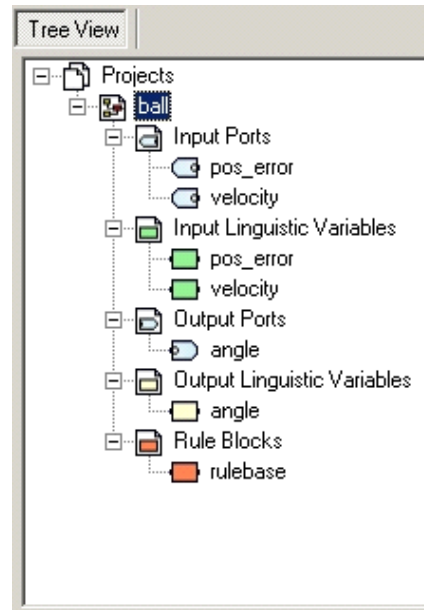 Tree View
Projects
ball
Input Ports
pos_error
velocity
Input Linguistic Variables
pos_error
velocity
Output Ports
angle
Output Linguistic Variables
angle
Rule Blocks
rulebase